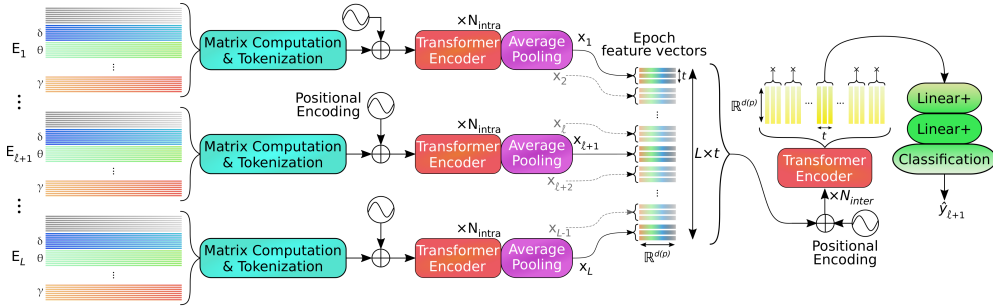 E1
δ
θ
⋮
γ
Matrix Computation
& Tokenization
×Nintra
Transformer
Encoder
Average
Pooling
x1
x2
...
Eℓ+1
δ
θ
⋮
γ
Matrix Computation
& Tokenization
Positional
Encoding
×Nintra
Transformer
Encoder
Average
Pooling
xℓ
xℓ+1
xℓ+2
...
EL
δ
θ
⋮
γ
Matrix Computation
& Tokenization
×Nintra
Transformer
Encoder
Average
Pooling
xL-1
xL
Epoch
feature vectors
t
⋮
⋮
ℝd(p)
L×t
ℝd(p)
× × × ×
... ...
t
Transformer
Encoder
×Ninter
Positional
Encoding
Linear+
Linear+
Classification
ŷℓ+1